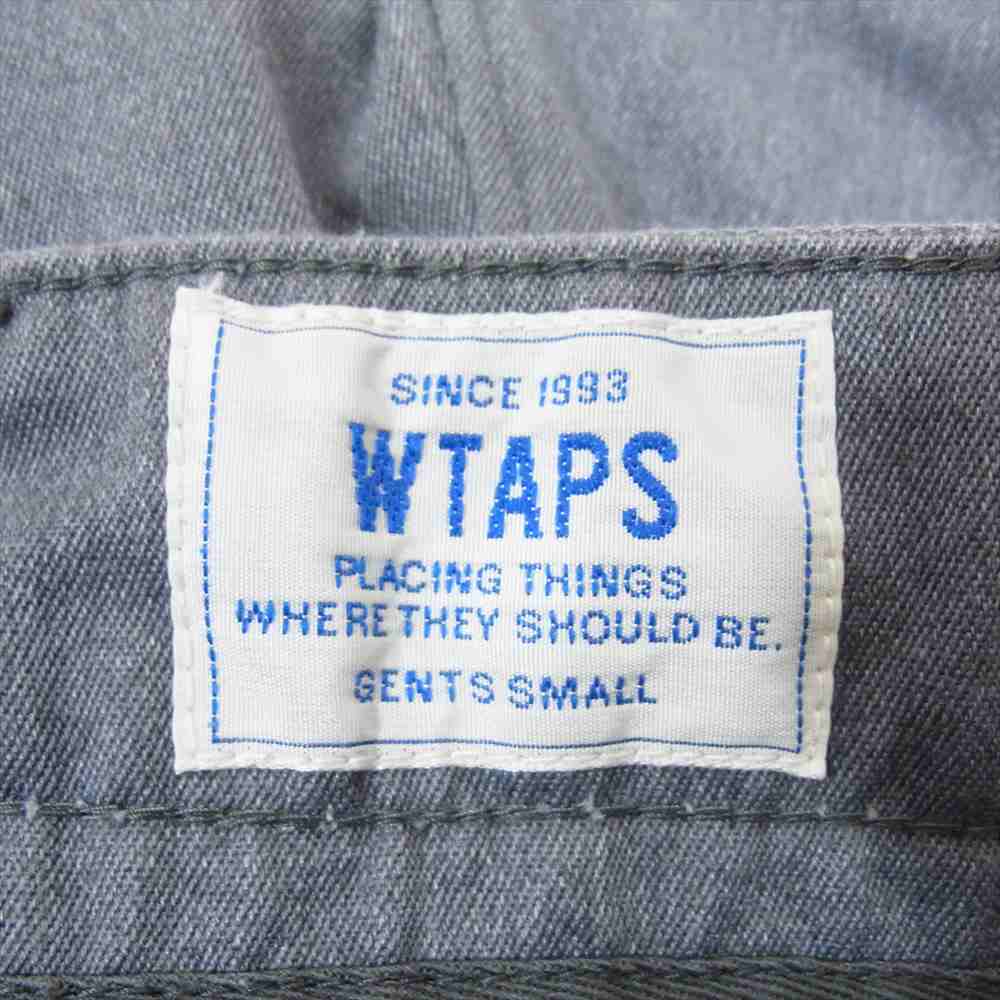 SINCE 1993
WTAPS
PLACING THINGS
WHERE THEY SHOULD BE.
GENTS SMALL